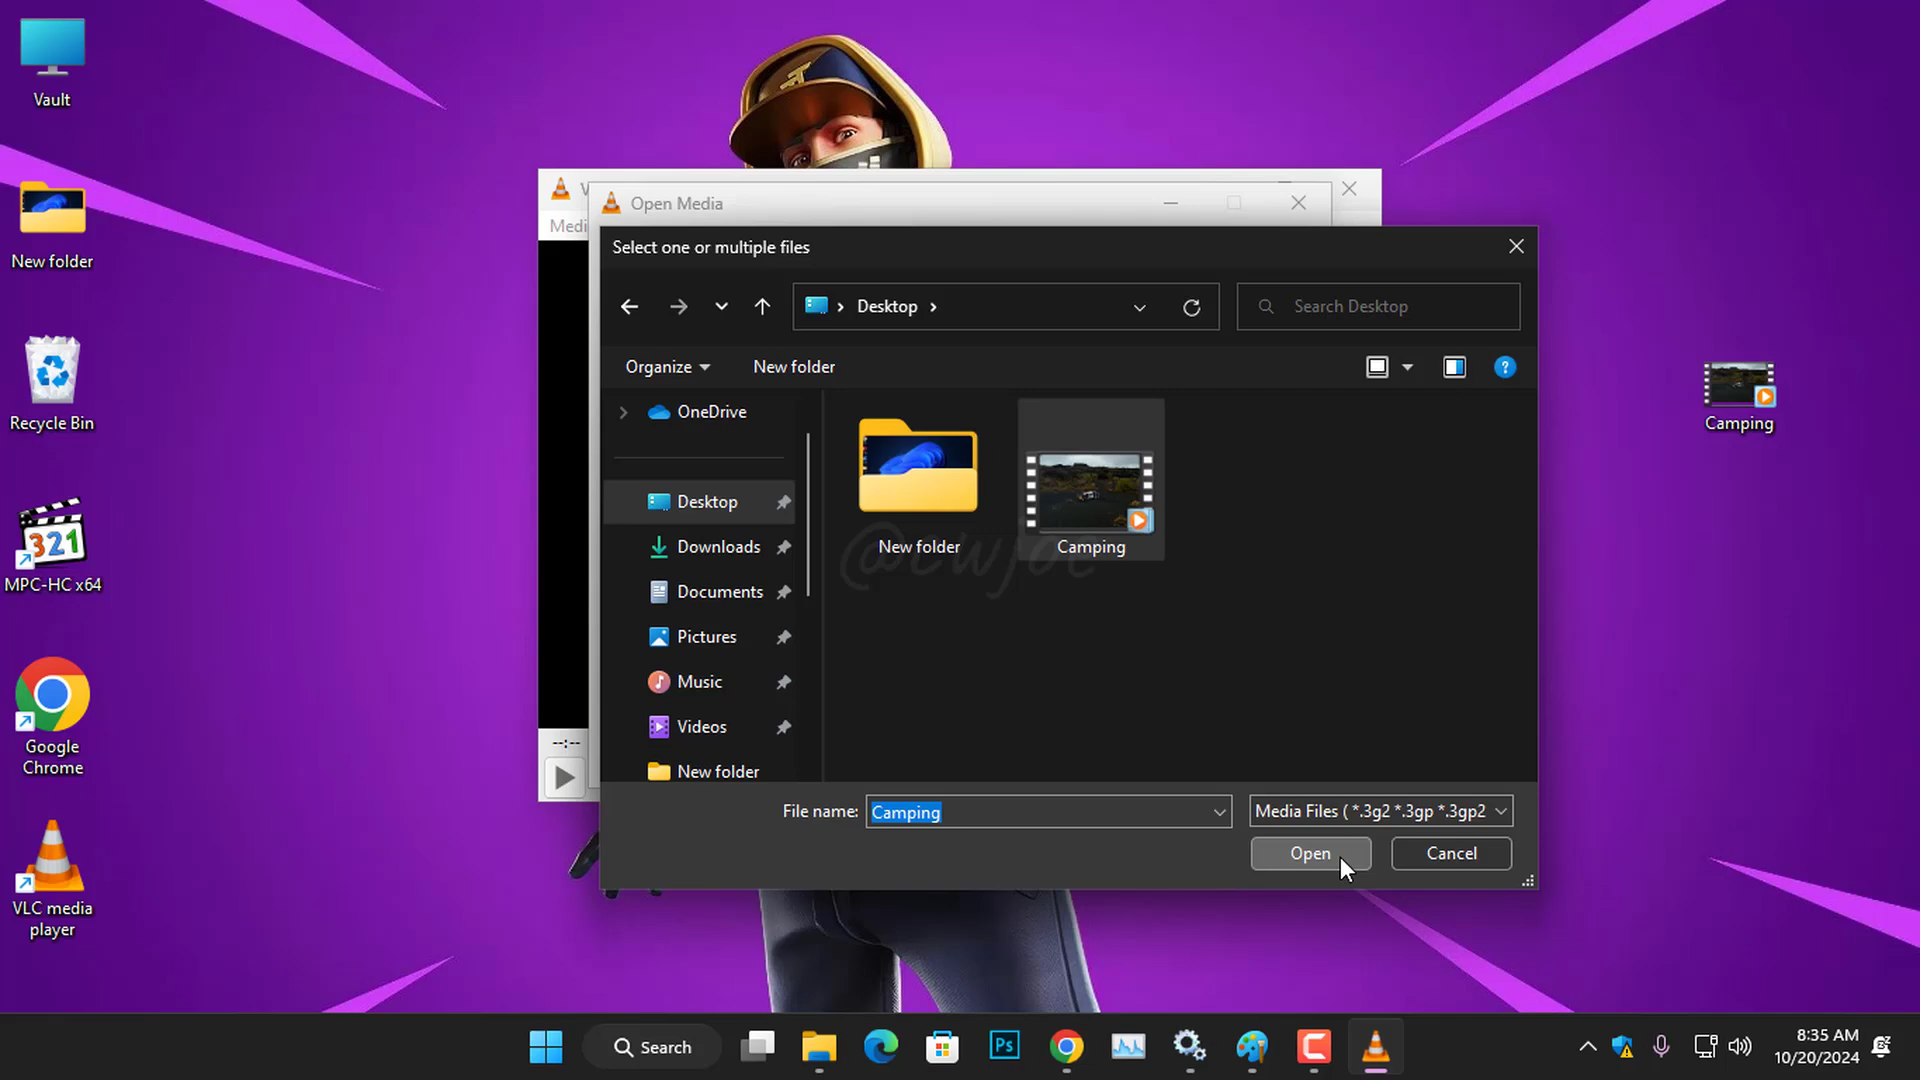 Vault
New folder
Recycle Bin
321
MPC-HC x64
Google
Chrome
VLC media
player
Camping
V
Medi
--:--
Open Media
Select one or multiple files
Desktop
Search Desktop
Organize
New folder
?
OneDrive
Desktop
Downloads
Documents
Pictures
Music
Videos
New folder
New folder
Camping
@cwjoe
File name:
Camping
Media Files ( *.3g2 *.3gp *.3gp2
Open
Cancel
Search
Ps
8:35 AM
10/20/2024